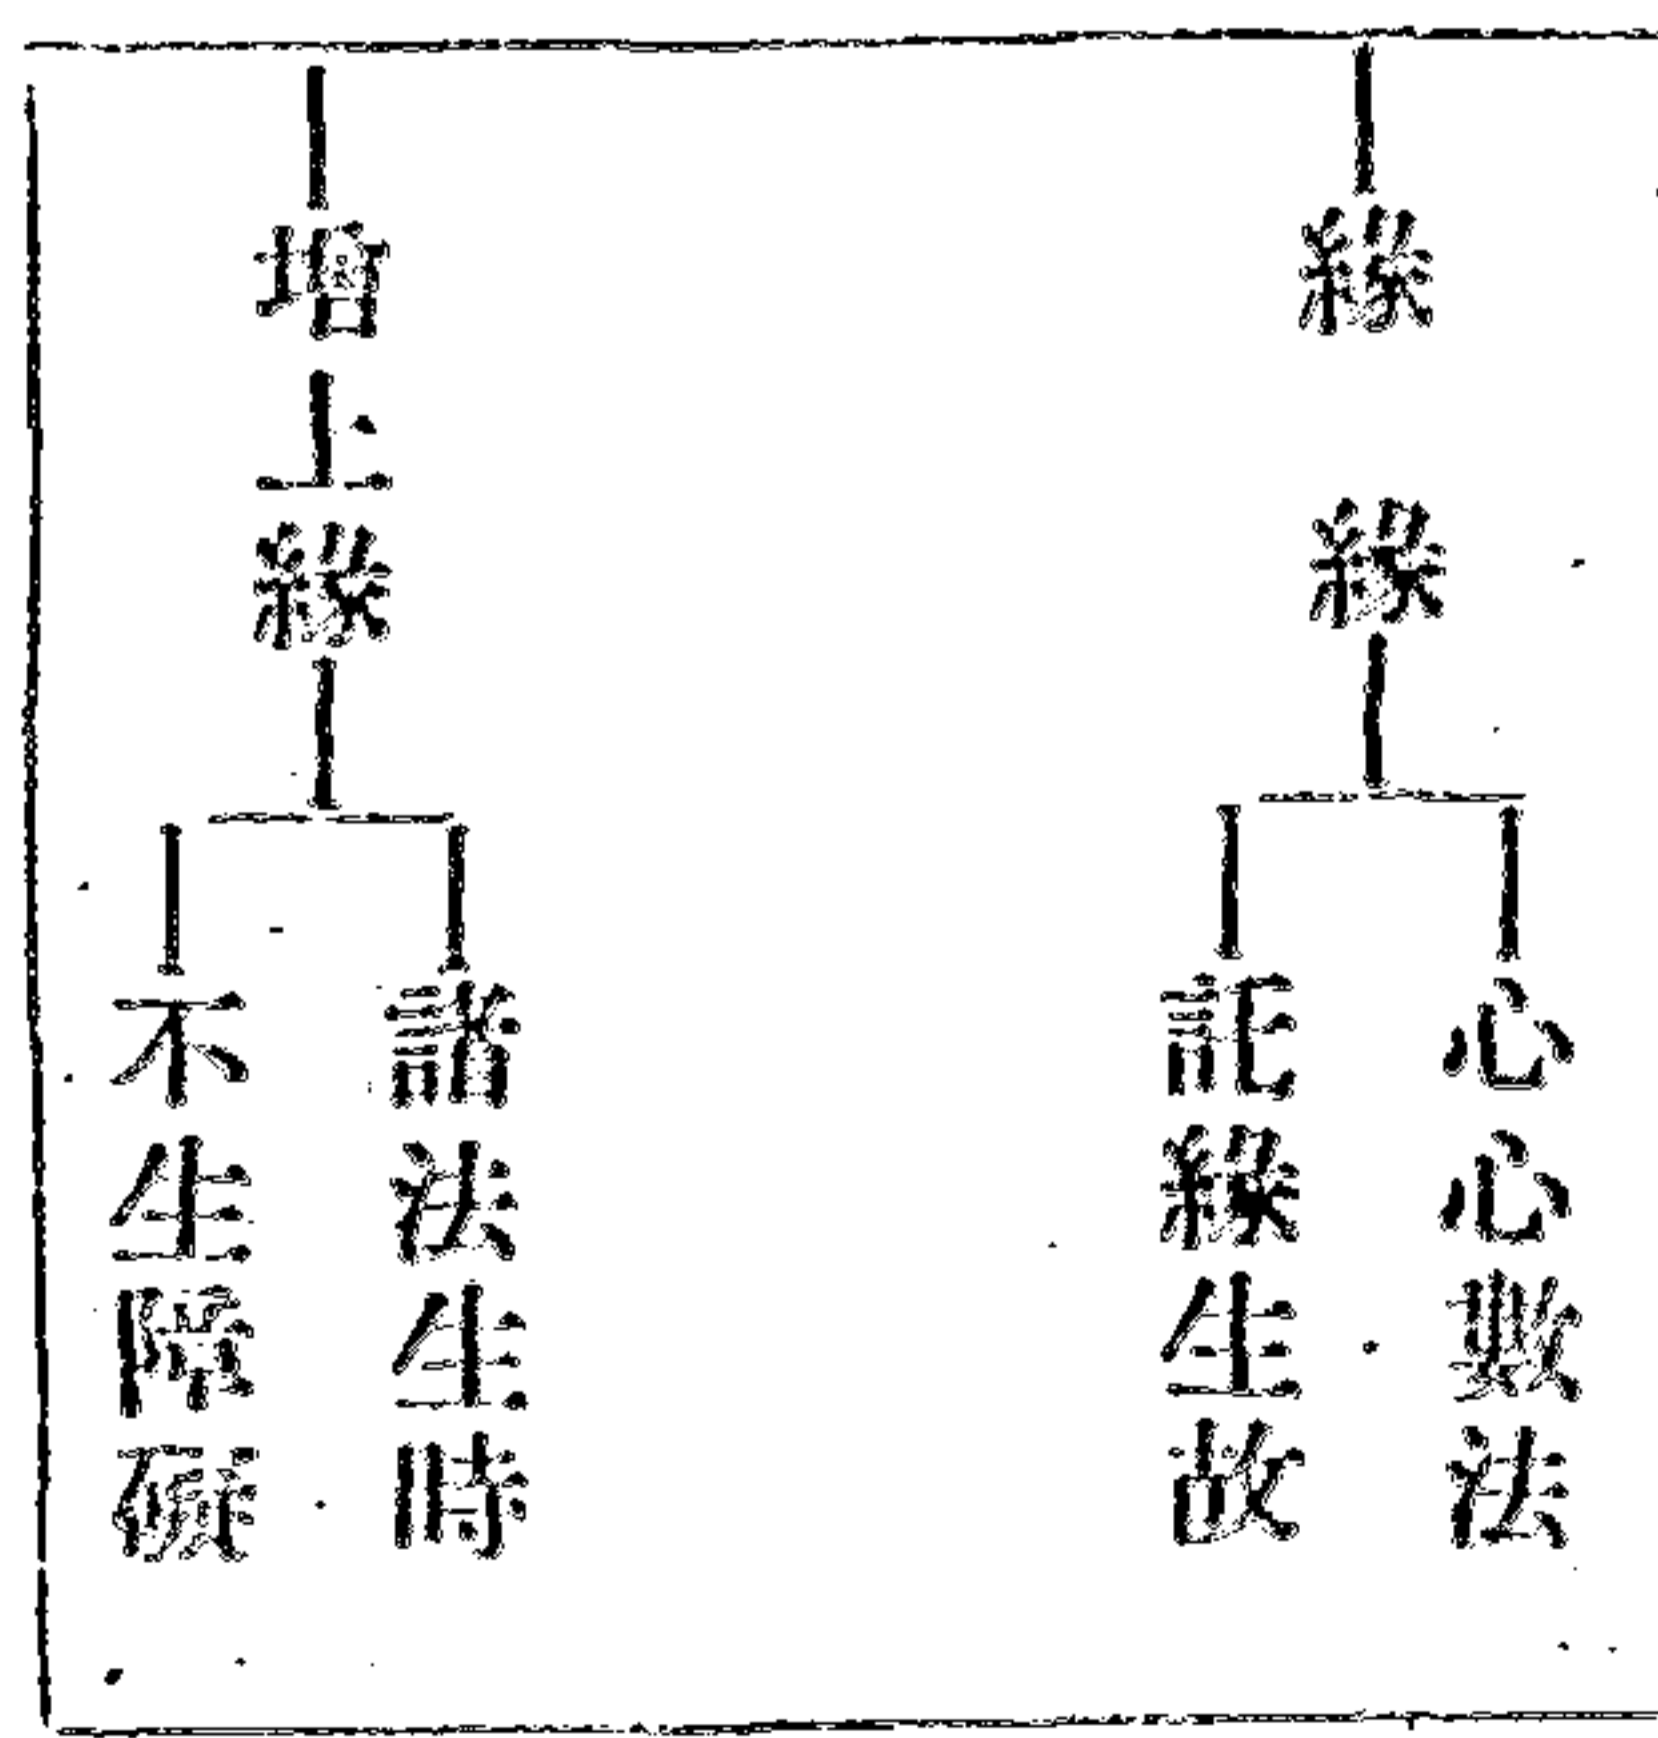 緣緣
心心數法
託緣生故
增上緣
諸法生時
不生障礙